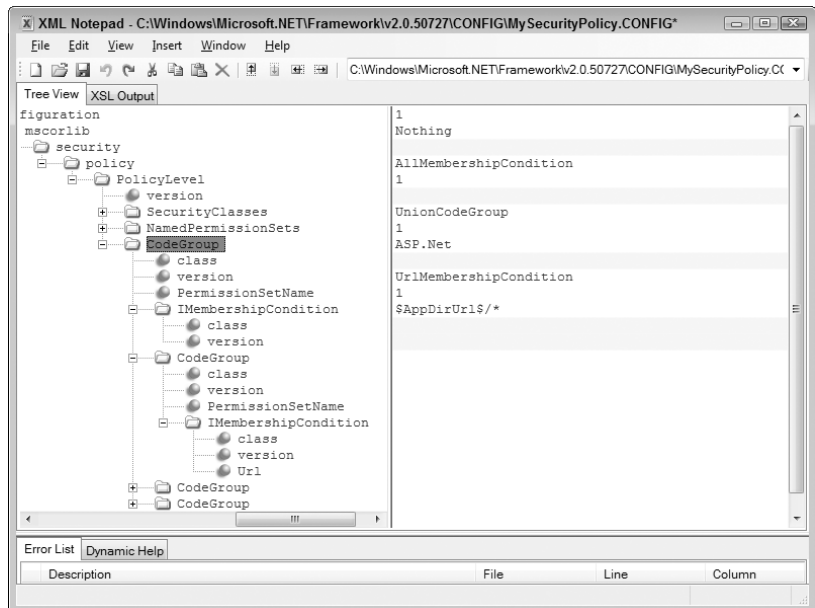 XML Notepad - C:\Windows\Microsoft.NET\Framework\v2.0.50727\CONFIG\MySecurityPolicy.CONFIG*
File Edit View Insert Window Help
C:\Windows\Microsoft.NET\Framework\v2.0.50727\CONFIG\MySecurityPolicy.C(
Tree View XSL Output
figuration 1
mscorlib Nothing
security
policy AllMembershipCondition
PolicyLevel 1
version
SecurityClasses UnionCodeGroup
NamedPermissionSets 1
CodeGroup ASP.Net
class
version UrlMembershipCondition
PermissionSetName 1
IMembershipCondition $AppDirUrl$/*
class
version
CodeGroup
class
version
PermissionSetName
IMembershipCondition
class
version
Url
CodeGroup
CodeGroup
Error List Dynamic Help
Description File Line Column